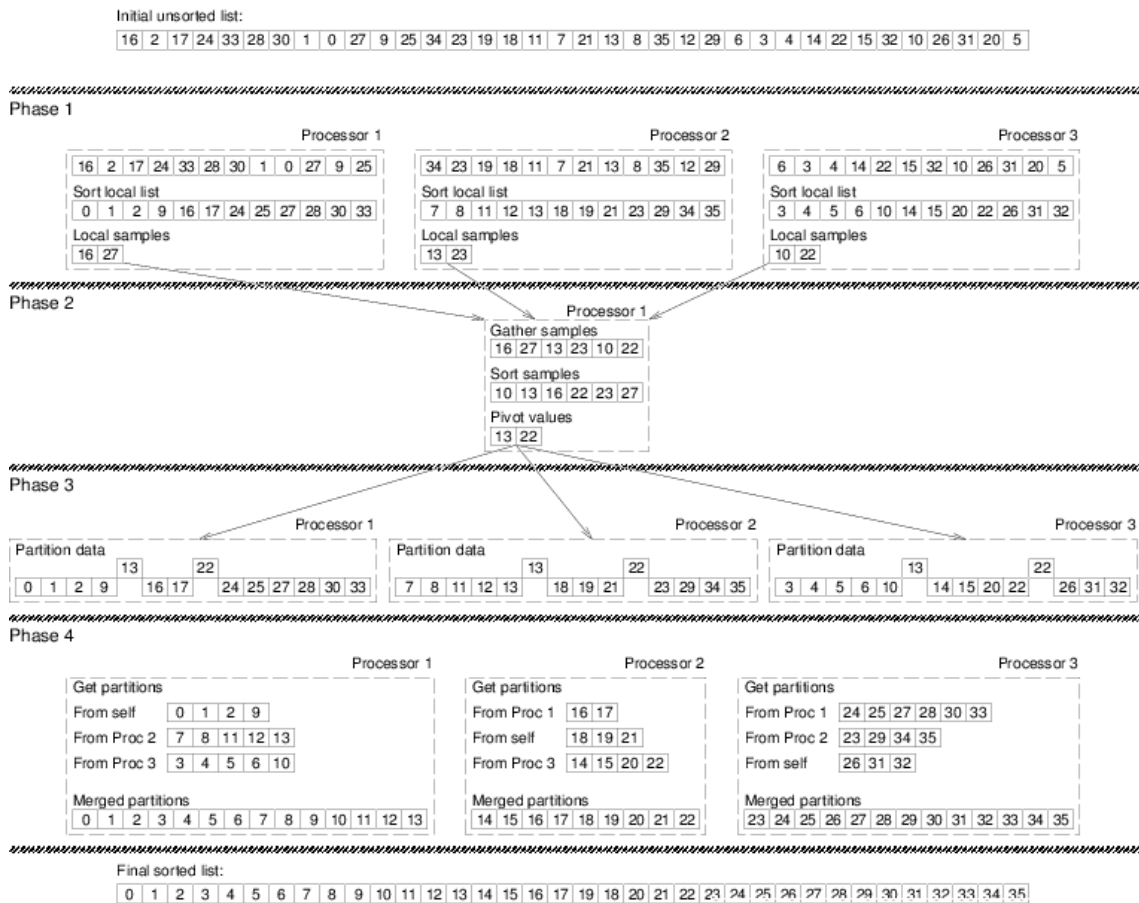 Initial unsorted list:
16 2 17 24 33 28 30 1 0 27 9 25 34 23 19 18 11 7 21 13 8 35 12 29 6 3 4 14 22 15 32 10 26 31 20 5
Phase 1
Processor 1 Processor 2 Processor 3
16 2 17 24 33 28 30 1 0 27 9 25 34 23 19 18 11 7 21 13 8 35 12 29 6 3 4 14 22 15 32 10 26 31 20 5
Sort local list Sort local list Sort local list
0 1 2 9 16 17 24 25 27 28 30 33 7 8 11 12 13 18 19 21 23 29 34 35 3 4 5 6 10 14 15 20 22 26 31 32
Local samples Local samples Local samples
16 27 13 23 10 22
Phase 2
Processor 1
Gather samples
16 27 13 23 10 22
Sort samples
10 13 16 22 23 27
Pivot values
13 22
Phase 3
Processor 1 Processor 2 Processor 3
Partition data Partition data Partition data
13 22 13 22 13 22
0 1 2 9 16 17 24 25 27 28 30 33 7 8 11 12 13 18 19 21 23 29 34 35 3 4 5 6 10 14 15 20 22 26 31 32
Phase 4
Processor 1 Processor 2 Processor 3
Get partitions Get partitions Get partitions
From self 0 1 2 9 From Proc 1 16 17 From Proc 1 24 25 27 28 30 33
From Proc 2 7 8 11 12 13 From self 18 19 21 From Proc 2 23 29 34 35
From Proc 3 3 4 5 6 10 From Proc 3 14 15 20 22 From self 26 31 32
Merged partitions Merged partitions Merged partitions
0 1 2 3 4 5 6 7 8 9 10 11 12 13 14 15 16 17 18 19 20 21 22 23 24 25 26 27 28 29 30 31 32 33 34 35
Final sorted list:
0 1 2 3 4 5 6 7 8 9 10 11 12 13 14 15 16 17 19 18 20 21 22 23 24 25 26 27 28 29 30 31 32 33 34 35